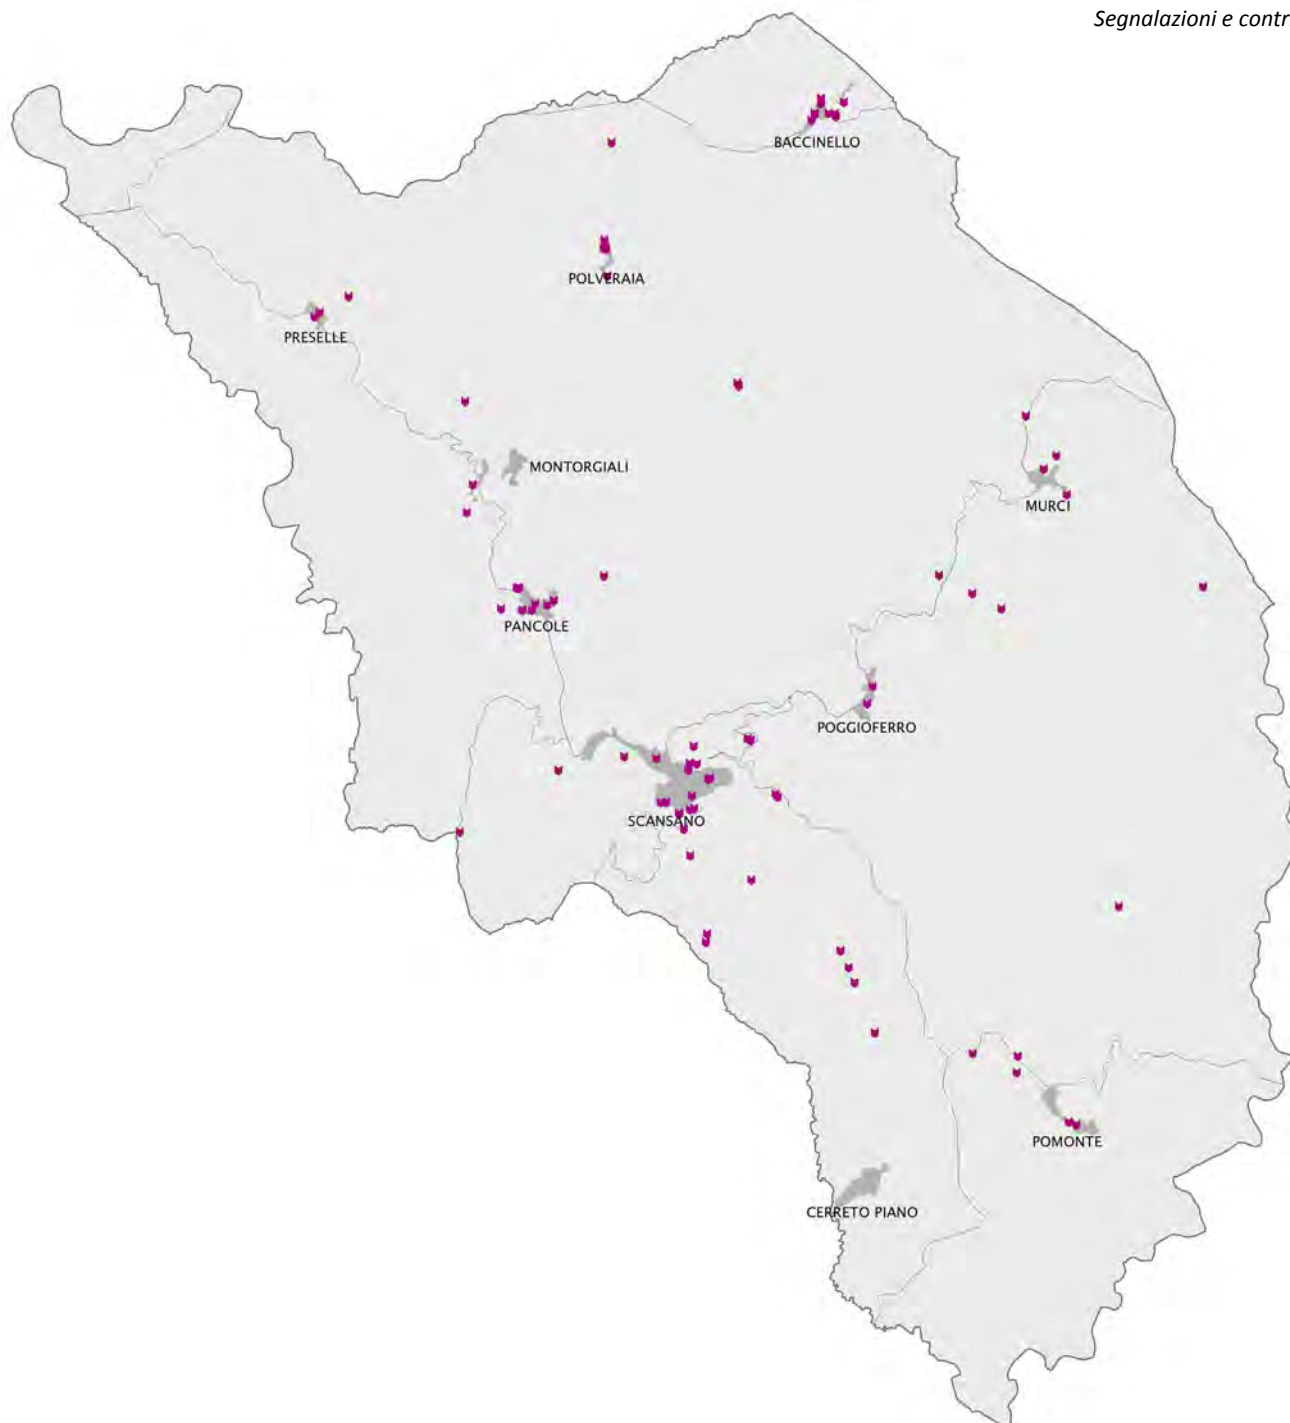 Segnalazioni e contr
BACCINELLO
POLVERAIA
PRESELLE
MONTORGIALI
MURCI
PANCOLE
POGGIOFERRO
SCANSANO
POMONTE
CERRETO PIANO